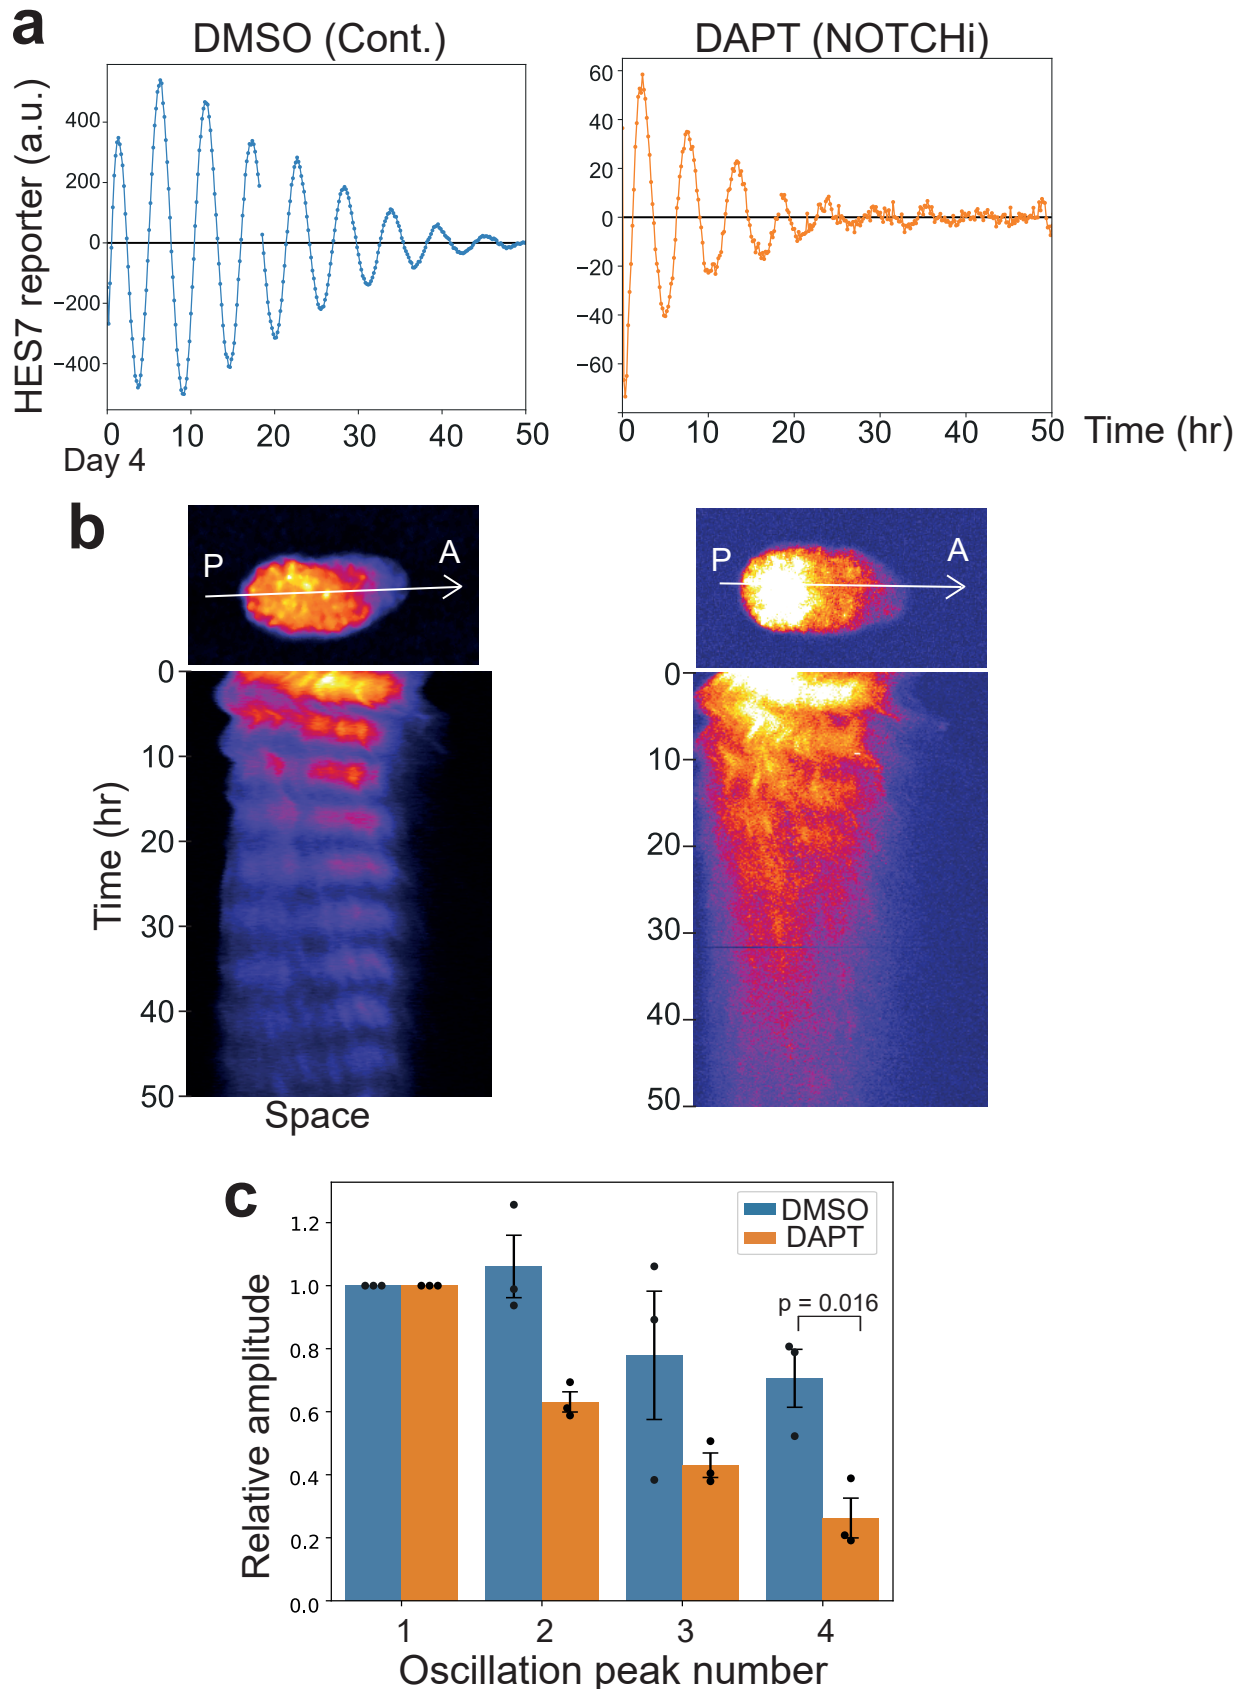 a
DMSO (Cont.)
DAPT (NOTCHi)
HES7 reporter (a.u.)
400
200
0
−200
−400
0 10 20 30 40 50
Day 4
60
40
20
0
−20
−40
−60
0 10 20 30 40 50
Time (hr)
b
P A
P A
Time (hr)
0
10
20
30
40
50
Space
0
10
20
30
40
50
c
Relative amplitude
1.2
1.0
0.8
0.6
0.4
0.2
0.0
DMSO
DAPT
p = 0.016
1 2 3 4
Oscillation peak number